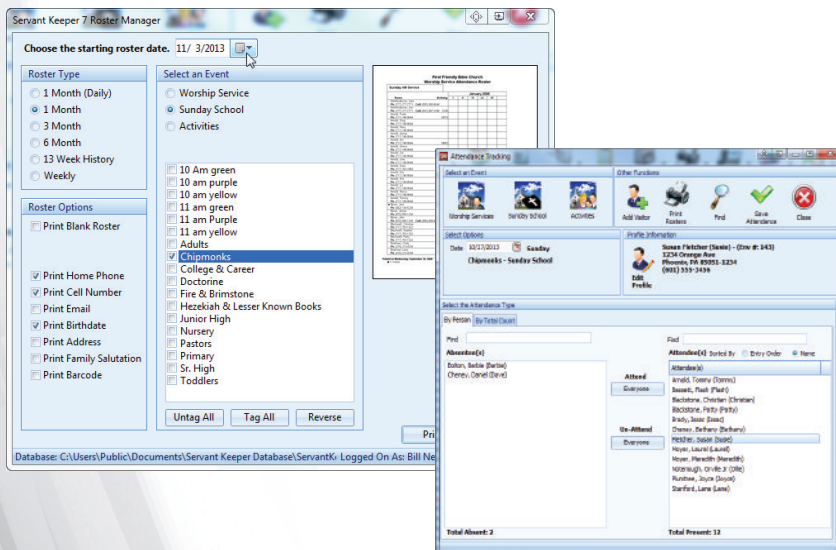 Servant Keeper 7 Roster Manager
Choose the starting roster date. 11/ 3/2013
Roster Type
1 Month (Daily)
1 Month
3 Month
6 Month
13 Week History
Weekly
Roster Options
Print Blank Roster
Print Home Phone
Print Cell Number
Print Email
Print Birthdate
Print Address
Print Family Salutation
Print Barcode
Select an Event
Worship Service
Sunday School
Activities
10 Am green
10 am purple
10 am yellow
11 am green
11 am Purple
11 am yellow
Adults
Chipmonks
College & Career
Doctorine
Fire & Brimstone
Hezekiah & Lesser Known Books
Junior High
Nursery
Pastors
Primary
Sr. High
Toddlers
Untag All Tag All Reverse
First Friendly Bible Church
Worship Service Attendance Roster
Pri
Database: C:\Users\Public\Documents\Servant Keeper Database\ServantK Logged On As: Bill Ne
Attendance Tracking
Select an Event
Worship Services Sunday School Activities
Other Functions
Add Visitor Print Rosters Find Save Attendance Close
Select Options
Date 10/27/2013 Sunday
Chipmonks - Sunday School
Profile Information
Edit Profile
Susan Fletcher (Susie) - (Env #: 143)
1234 Orange Ave
Phoenix, PA 85051-1234
(601) 555-3456
Select the Attendance Type
By Person By Total Count
Find
Absentee(s)
Bolton, Barbie (Barbie)
Cheney, Daniel (Dave)
Total Absent: 2
Attend
Everyone
Un-Attend
Everyone
Find
Attendee(s) Sorted By Entry Order Name
Attendee(s)
Arnold, Tommy (Tommy)
Bassett, Flash (Flash)
Blackstone, Christian (Christian)
Blackstone, Patty (Patty)
Brady, Isaac (Isaac)
Cheney, Bethany (Bethany)
Fletcher, Susan (Susie)
Moyer, Laurel (Laurel)
Moyer, Meredith (Meredith)
Notenough, Orville Jr (Ollie)
Plumtree, Joyce (Joyce)
Stanford, Lana (Lana)
Total Present: 12